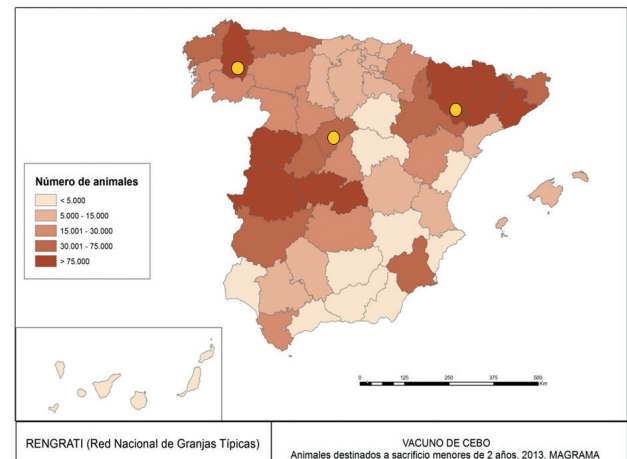 Número de animales
< 5.000
5.000 - 15.000
15.001 - 30.000
30.001 - 75.000
> 75.000
0 125 250 375 500
Km
RENGRATI (Red Nacional de Granjas Típicas)
VACUNO DE CEBO
Animales destinados a sacrificio menores de 2 años. 2013. MAGRAMA